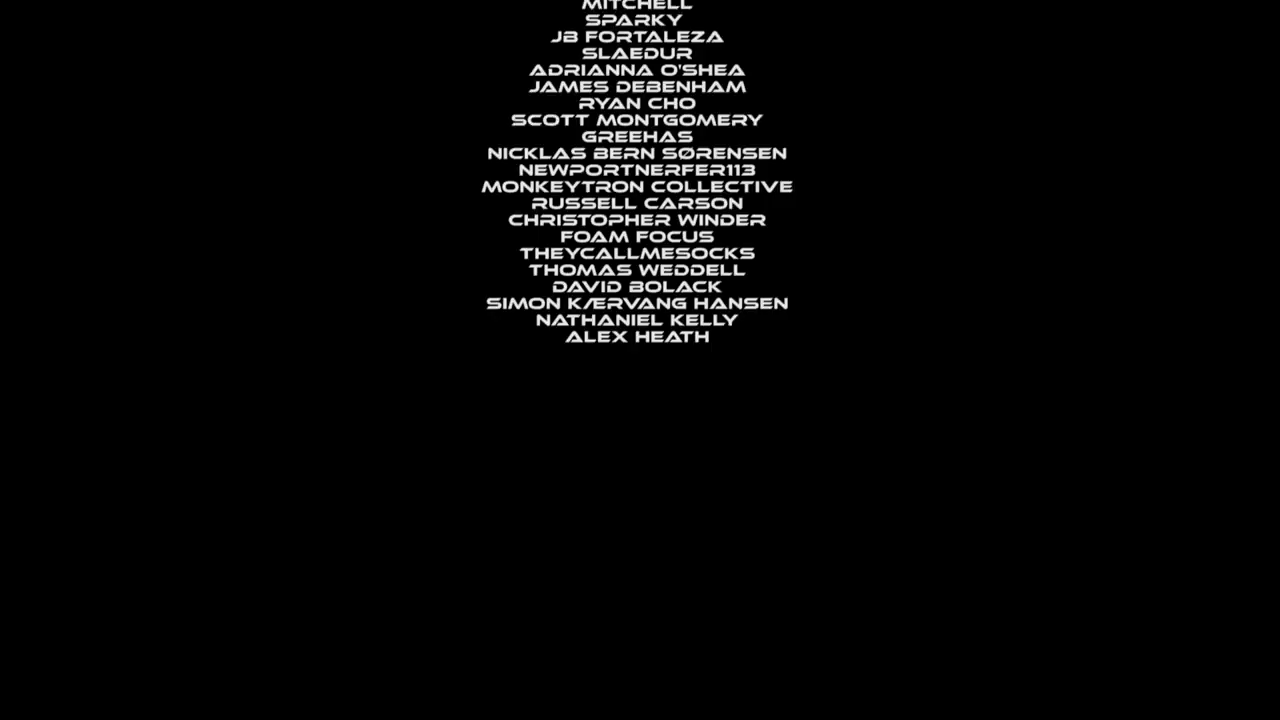 MITCHELL
SPARKY
JB FORTALEZA
SLAEDUR
ADRIANNA O'SHEA
JAMES DEBENHAM
RYAN CHO
SCOTT MONTGOMERY
GREEHAS
NICKLAS BERN SØRENSEN
NEWPORTNERFER113
MONKEYTRON COLLECTIVE
RUSSELL CARSON
CHRISTOPHER WINDER
FOAM FOCUS
THEYCALLMESOCKS
THOMAS WEDDELL
DAVID BOLACK
SIMON KÆRVANG HANSEN
NATHANIEL KELLY
ALEX HEATH